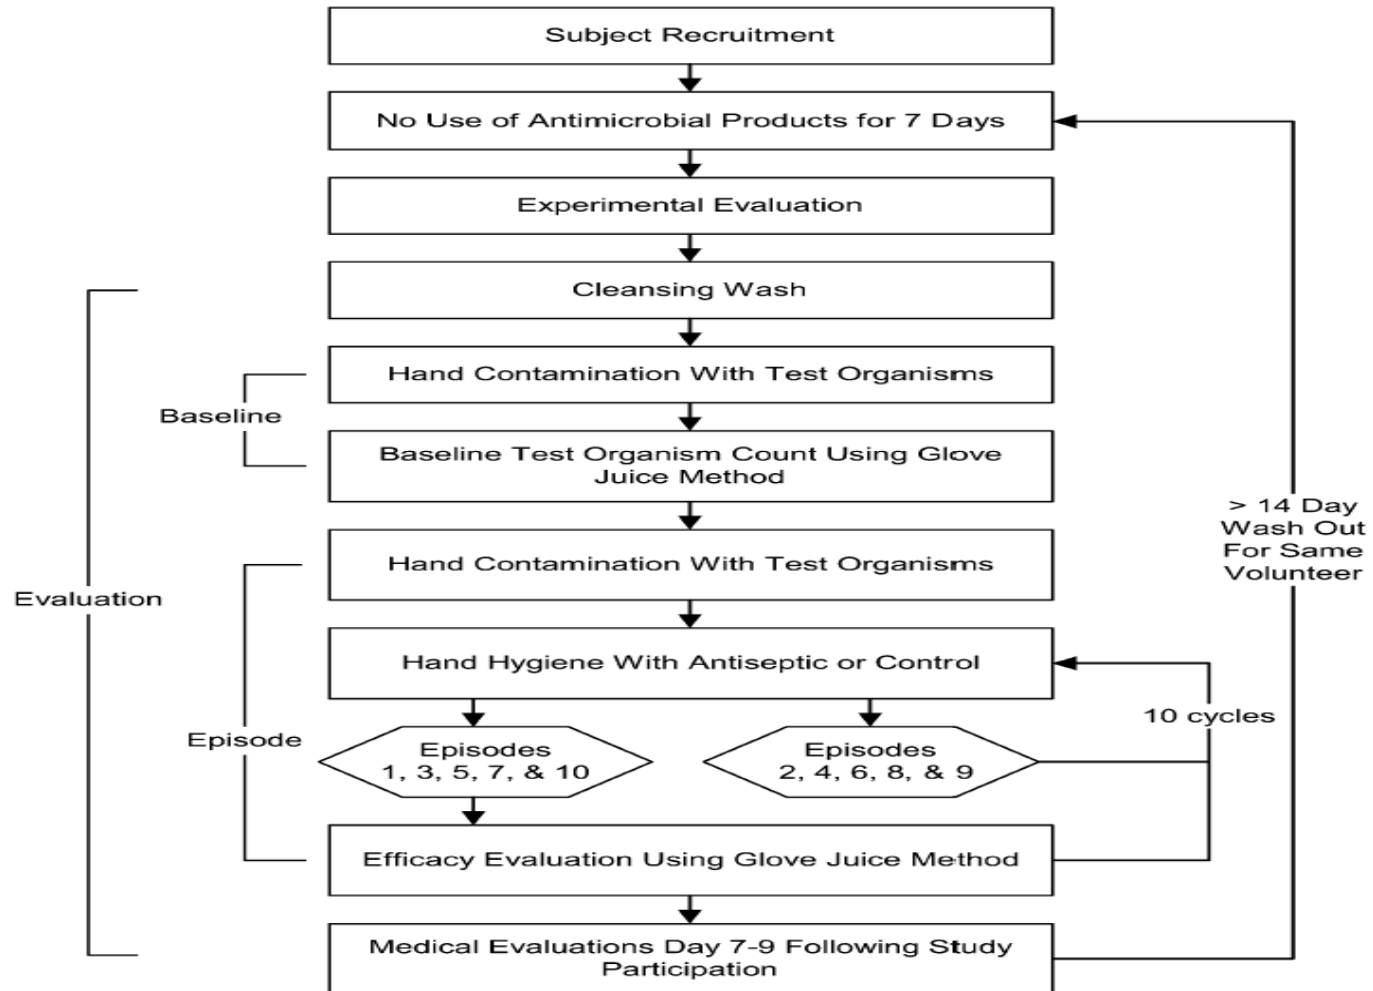 Subject Recruitment
No Use of Antimicrobial Products for 7 Days
Experimental Evaluation
Cleansing Wash
Hand Contamination With Test Organisms
Baseline
Baseline Test Organism Count Using Glove
Juice Method
> 14 Day
Wash Out
For Same
Volunteer
Hand Contamination With Test Organisms
Evaluation
Hand Hygiene With Antiseptic or Control
10 cycles
Episode
Episodes
1, 3, 5, 7, & 10
Episodes
2, 4, 6, 8, & 9
Efficacy Evaluation Using Glove Juice Method
Medical Evaluations Day 7-9 Following Study
Participation